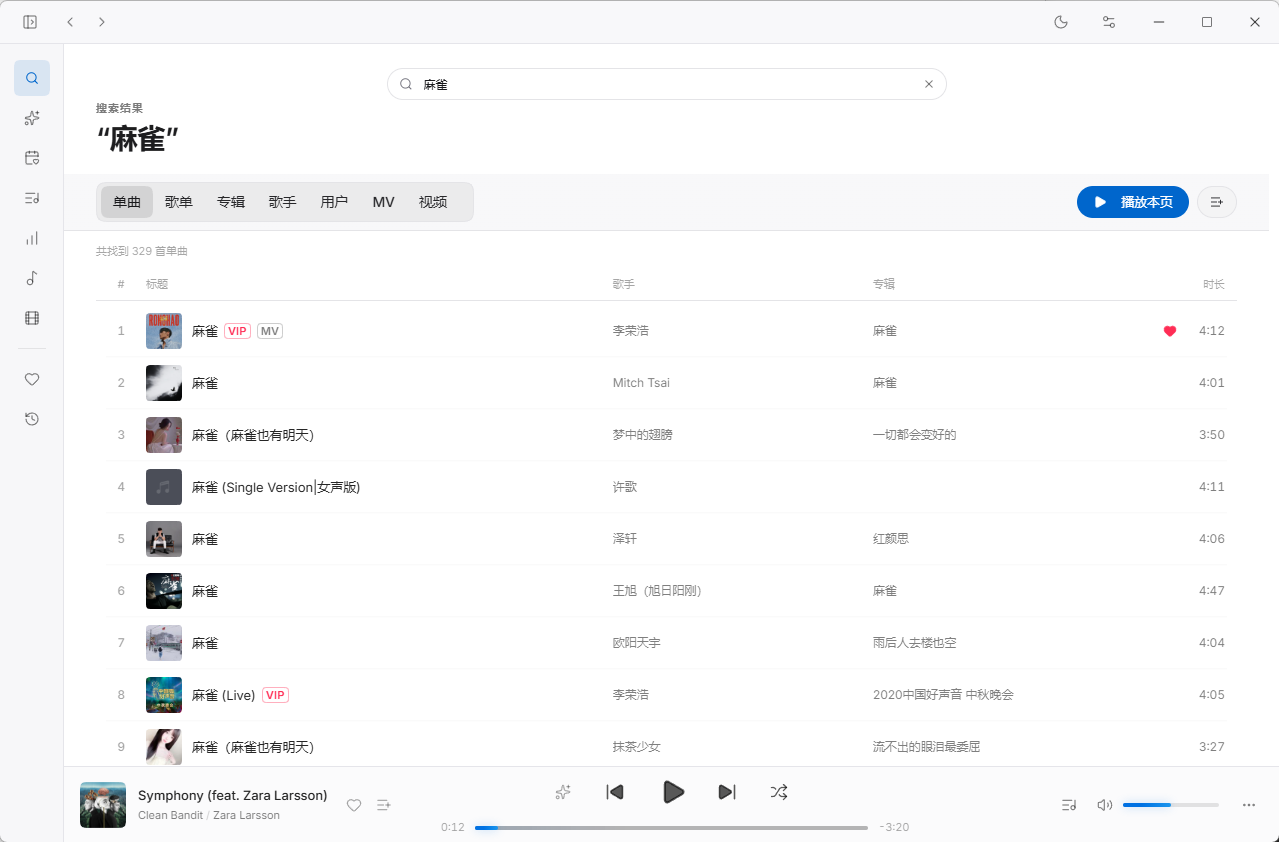 麻雀
搜索结果
“麻雀”
单曲 歌单 专辑 歌手 用户 MV 视频 播放本页
共找到 329 首单曲
# 标题 歌手 专辑 时长
1 麻雀 VIP MV 李荣浩 麻雀 4:12
2 麻雀 Mitch Tsai 麻雀 4:01
3 麻雀（麻雀也有明天） 梦中的翅膀 一切都会变好的 3:50
4 麻雀 (Single Version|女声版) 许歌 4:11
5 麻雀 泽轩 红颜思 4:06
6 麻雀 王旭（旭日阳刚） 麻雀 4:47
7 麻雀 欧阳天宇 雨后人去楼也空 4:04
8 麻雀 (Live) VIP 李荣浩 2020中国好声音 中秋晚会 4:05
9 麻雀（麻雀也有明天） 抹茶少女 流不出的眼泪最委屈 3:27
Symphony (feat. Zara Larsson)
Clean Bandit / Zara Larsson
0:12 -3:20